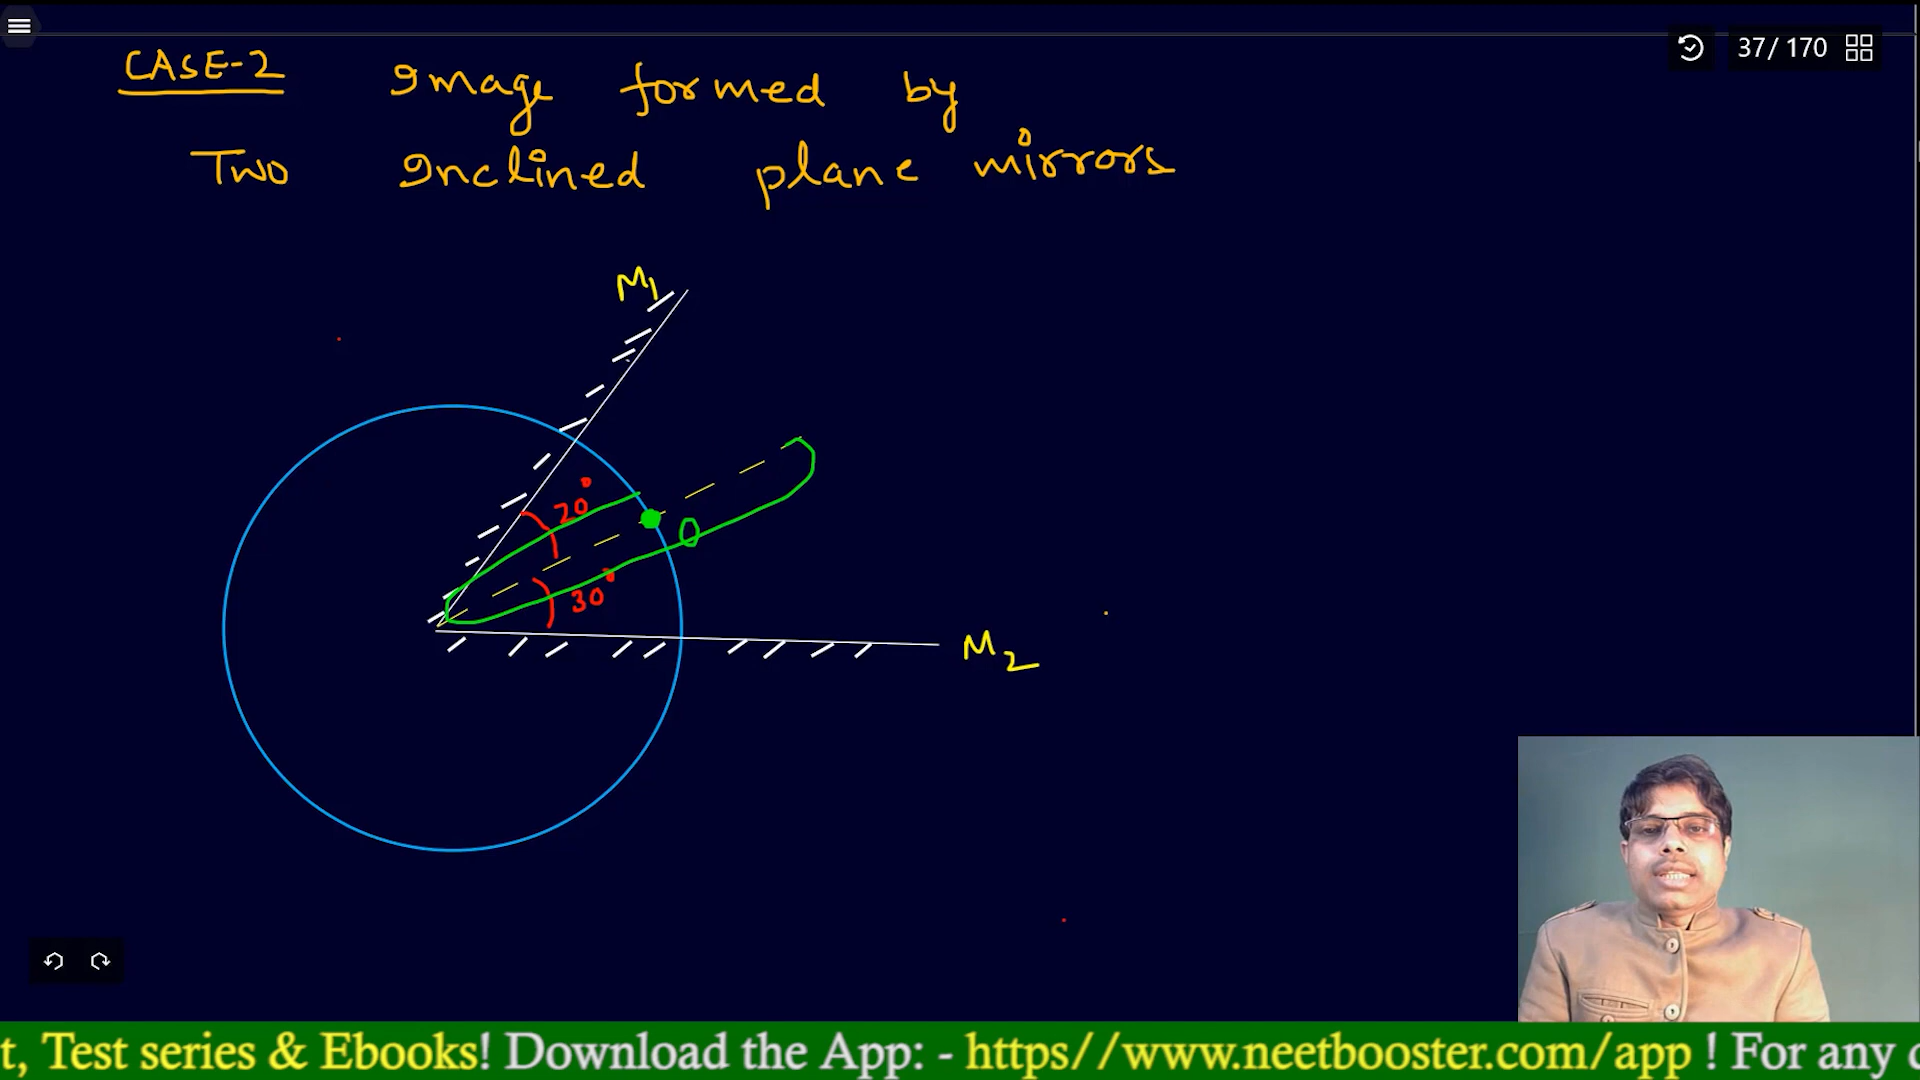 37/ 170
CASE-2 Image formed by
Two Inclined plane mirrors
M1
20°
O
30°
M2
t, Test series & Ebooks! Download the App: - https//www.neetbooster.com/app ! For any